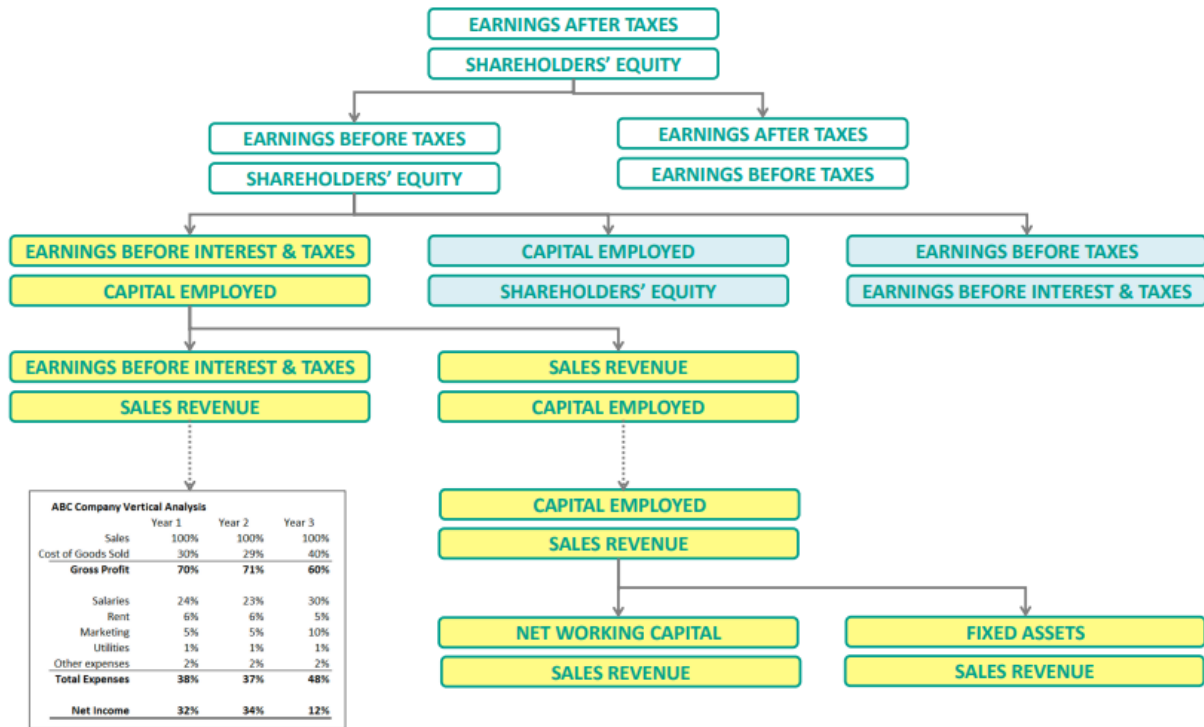 EARNINGS AFTER TAXES
SHAREHOLDERS’ EQUITY
EARNINGS BEFORE TAXES
SHAREHOLDERS’ EQUITY
EARNINGS AFTER TAXES
EARNINGS BEFORE TAXES
EARNINGS BEFORE INTEREST & TAXES
CAPITAL EMPLOYED
CAPITAL EMPLOYED
SHAREHOLDERS’ EQUITY
EARNINGS BEFORE TAXES
EARNINGS BEFORE INTEREST & TAXES
EARNINGS BEFORE INTEREST & TAXES
SALES REVENUE
SALES REVENUE
CAPITAL EMPLOYED
ABC Company Vertical Analysis
Year 1 Year 2 Year 3
Sales 100% 100% 100%
Cost of Goods Sold 30% 29% 40%
Gross Profit 70% 71% 60%
Salaries 24% 23% 30%
Rent 6% 6% 5%
Marketing 5% 5% 10%
Utilities 1% 1% 1%
Other expenses 2% 2% 2%
Total Expenses 38% 37% 48%
Net Income 32% 34% 12%
CAPITAL EMPLOYED
SALES REVENUE
NET WORKING CAPITAL
SALES REVENUE
FIXED ASSETS
SALES REVENUE